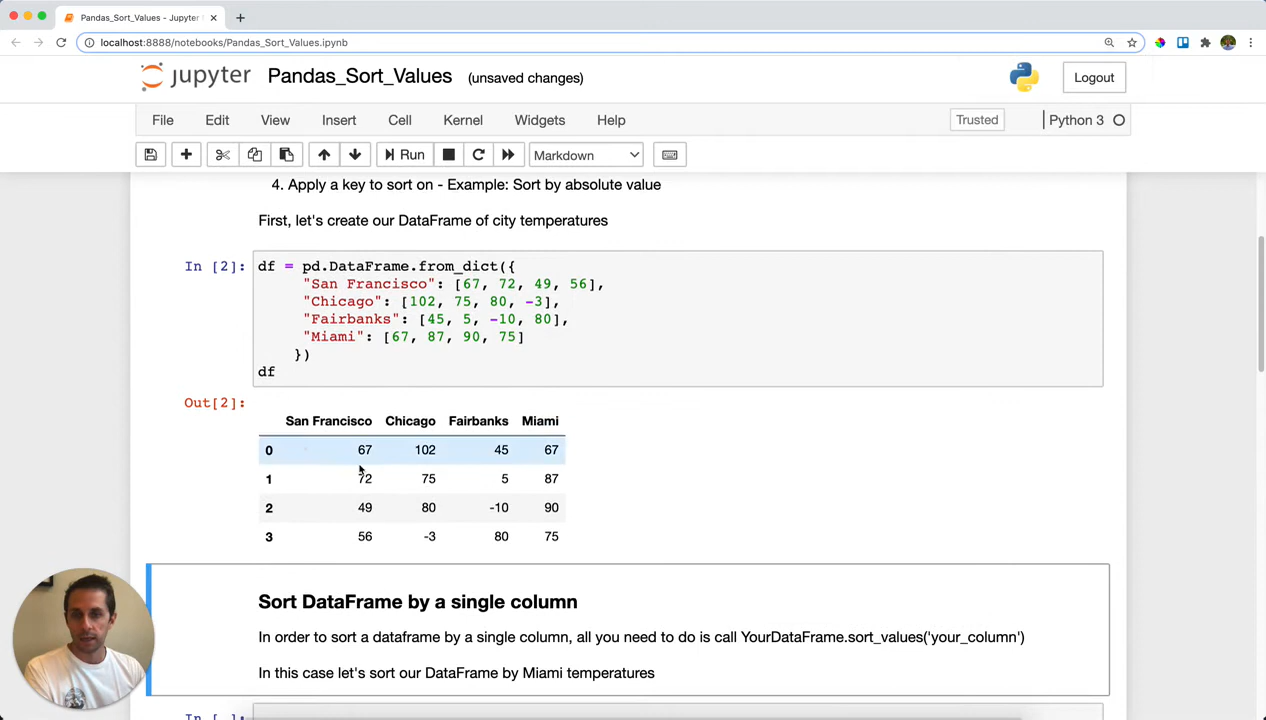 Pandas_Sort_Values - Jupyter
localhost:8888/notebooks/Pandas_Sort_Values.ipynb
jupyter Pandas_Sort_Values (unsaved changes) Logout
File Edit View Insert Cell Kernel Widgets Help Trusted Python 3
Run Markdown
4. Apply a key to sort on - Example: Sort by absolute value
First, let's create our DataFrame of city temperatures
In [2]: df = pd.DataFrame.from_dict({
"San Francisco": [67, 72, 49, 56],
"Chicago": [102, 75, 80, -3],
"Fairbanks": [45, 5, -10, 80],
"Miami": [67, 87, 90, 75]
})
df
Out[2]:
San Francisco Chicago Fairbanks Miami
0 67 102 45 67
1 72 75 5 87
2 49 80 -10 90
3 56 -3 80 75
Sort DataFrame by a single column
In order to sort a dataframe by a single column, all you need to do is call YourDataFrame.sort_values('your_column')
In this case let's sort our DataFrame by Miami temperatures